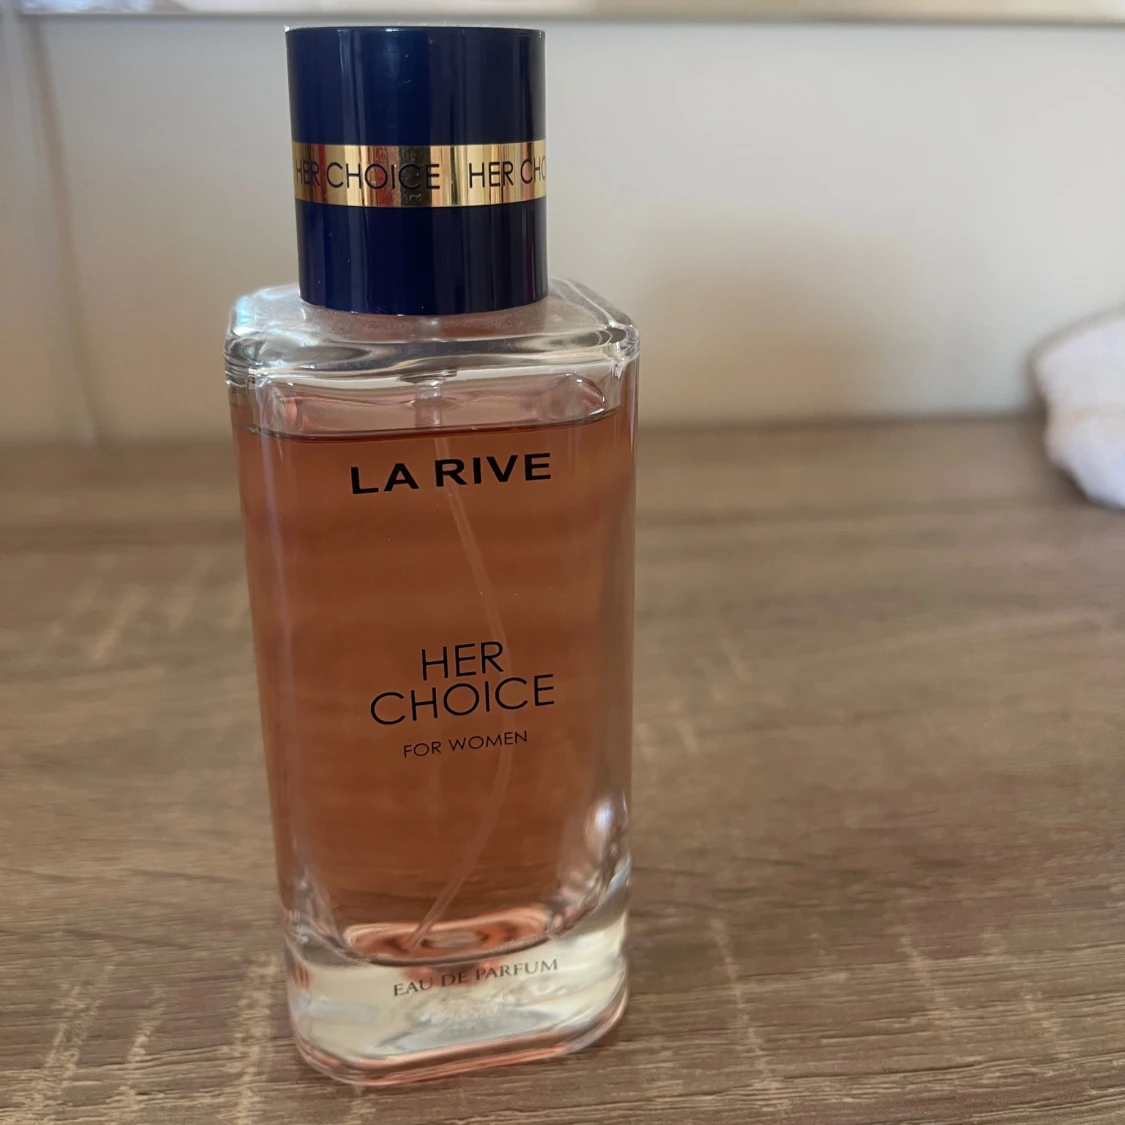 HER CHOICE HER CHO
LA RIVE
HER
CHOICE
FOR WOMEN
EAU DE PARFUM